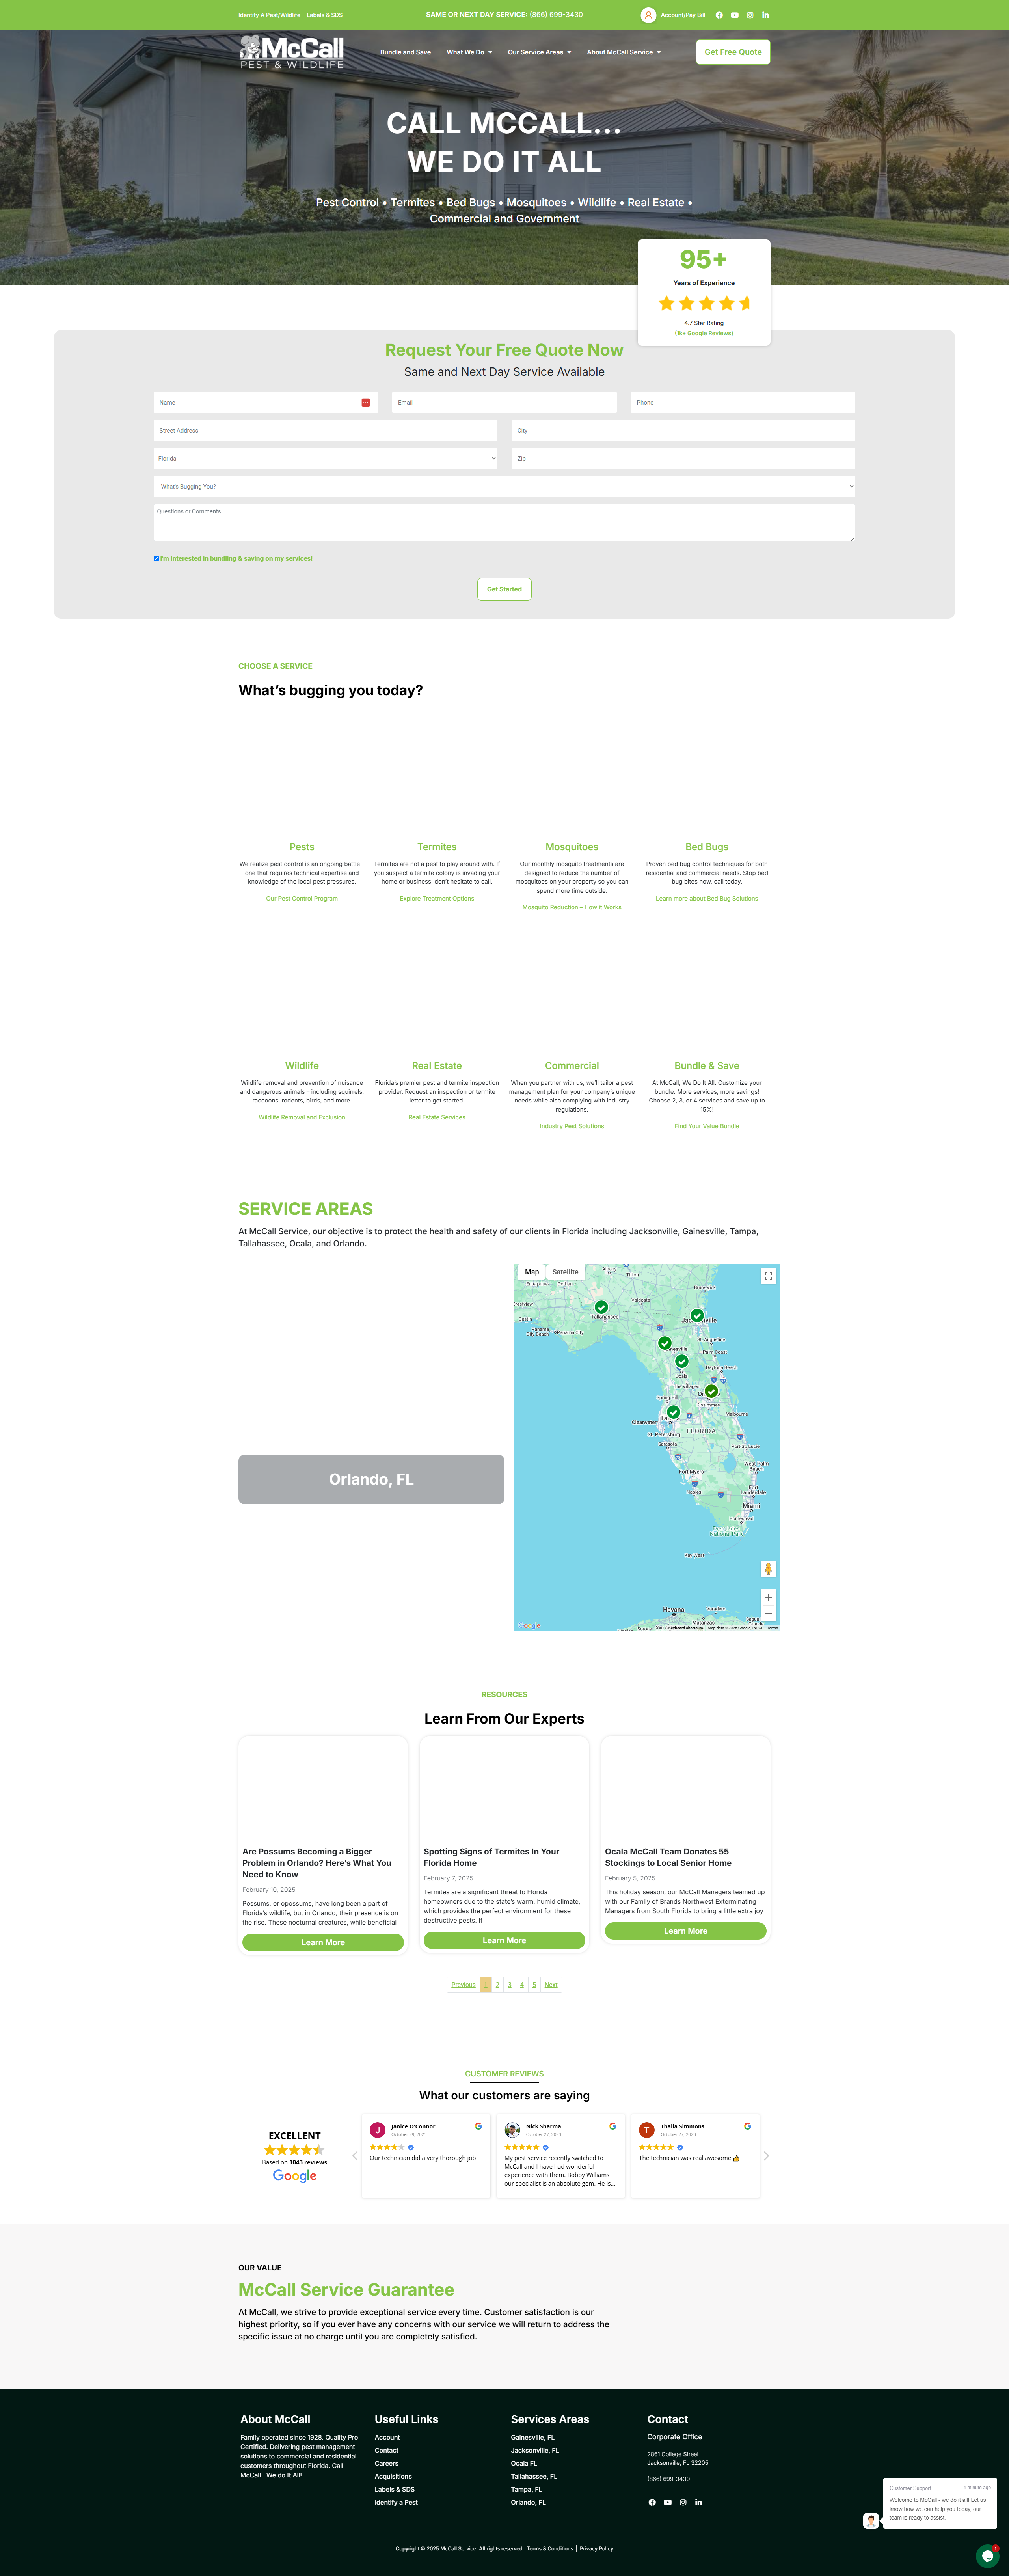 Identify A Pest/Wildlife Labels & SDS
SAME OR NEXT DAY SERVICE: (866) 699-3430
Account/Pay Bill
McCall
PEST & WILDLIFE
Bundle and Save
What We Do
Our Service Areas
About McCall Service
Get Free Quote
CALL MCCALL...
WE DO IT ALL
Pest Control • Termites • Bed Bugs • Mosquitoes • Wildlife • Real Estate •
Commercial and Government
95+
Years of Experience
4.7 Star Rating
(1k+ Google Reviews)
Request Your Free Quote Now
Same and Next Day Service Available
Name
Email
Phone
Street Address
City
Florida
Zip
What's Bugging You?
Questions or Comments
I'm interested in bundling & saving on my services!
Get Started
CHOOSE A SERVICE
What's bugging you today?
Pests
We realize pest control is an ongoing battle –
one that requires technical expertise and
knowledge of the local pest pressures.
Our Pest Control Program
Termites
Termites are not a pest to play around with. If
you suspect a termite colony is invading your
home or business, don't hesitate to call.
Explore Treatment Options
Mosquitoes
Our monthly mosquito treatments are
designed to reduce the number of
mosquitoes on your property so you can
spend more time outside.
Mosquito Reduction – How it Works
Bed Bugs
Proven bed bug control techniques for both
residential and commercial needs. Stop bed
bug bites now, call today.
Learn more about Bed Bug Solutions
Wildlife
Wildlife removal and prevention of nuisance
and dangerous animals – including squirrels,
raccoons, rodents, birds, and more.
Wildlife Removal and Exclusion
Real Estate
Florida's premier pest and termite inspection
provider. Request an inspection or termite
letter to get started.
Real Estate Services
Commercial
When you partner with us, we'll tailor a pest
management plan for your company's unique
needs while also complying with industry
regulations.
Industry Pest Solutions
Bundle & Save
At McCall, We Do It All. Customize your
bundle. More services, more savings!
Choose 2, 3, or 4 services and save up to
15%!
Find Your Value Bundle
SERVICE AREAS
At McCall Service, our objective is to protect the health and safety of our clients in Florida including Jacksonville, Gainesville, Tampa,
Tallahassee, Ocala, and Orlando.
Orlando, FL
Map
Satellite
Albany
Tifton
Enterprise
Dothan
Brunswick
Valdosta
Destin
Tallahassee
Panama
City Beach
Panama City
St. Augustine
Palm Coast
Ocala
Daytona Beach
The Villages
Spring Hill
Kissimmee
Clearwater
Melbourne
St. Petersburg
FLORIDA
Sarasota
Port St. Lucie
Fort Myers
West Palm
Beach
Naples
Fort
Lauderdale
Miami
Homestead
Everglades
National Park
Key West
Havana
Matanzas
Varadero
Santa
Grande
Google
Keyboard shortcuts
Map data ©2025 Google, INEGI
Terms
RESOURCES
Learn From Our Experts
Are Possums Becoming a Bigger
Problem in Orlando? Here's What You
Need to Know
February 10, 2025
Possums, or opossums, have long been a part of
Florida's wildlife, but in Orlando, their presence is on
the rise. These nocturnal creatures, while beneficial
Learn More
Spotting Signs of Termites In Your
Florida Home
February 7, 2025
Termites are a significant threat to Florida
homeowners due to the state's warm, humid climate,
which provides the perfect environment for these
destructive pests. If
Learn More
Ocala McCall Team Donates 55
Stockings to Local Senior Home
February 5, 2025
This holiday season, our McCall Managers teamed up
with our Family of Brands Northwest Exterminating
Managers from South Florida to bring a little extra joy
Learn More
Previous 1 2 3 4 5 Next
CUSTOMER REVIEWS
What our customers are saying
EXCELLENT
Based on 1043 reviews
Google
J
Janice O'Connor
October 28, 2023
Our technician did a very thorough job
Nick Sharma
October 27, 2023
My pest service recently switched to
McCall and I have had wonderful
experience with them. Bobby Williams
our specialist is an absolute gem. He is...
T
Thalia Simmons
October 27, 2023
The technician was real awesome
OUR VALUE
McCall Service Guarantee
At McCall, we strive to provide exceptional service every time. Customer satisfaction is our
highest priority, so if you ever have any concerns with our service we will return to address the
specific issue at no charge until you are completely satisfied.
About McCall
Family operated since 1928. Quality Pro
Certified. Delivering pest management
solutions to commercial and residential
customers throughout Florida. Call
McCall...We do It All!
Useful Links
Account
Contact
Careers
Acquisitions
Labels & SDS
Identify a Pest
Services Areas
Gainesville, FL
Jacksonville, FL
Ocala FL
Tallahassee, FL
Tampa, FL
Orlando, FL
Contact
Corporate Office
2861 College Street
Jacksonville, FL 32205
(866) 699-3430
Customer Support
1 minute ago
Welcome to McCall - we do it all! Let us
know how we can help you today, our
team is ready to assist.
1
Copyright © 2025 McCall Service. All rights reserved. Terms & Conditions | Privacy Policy